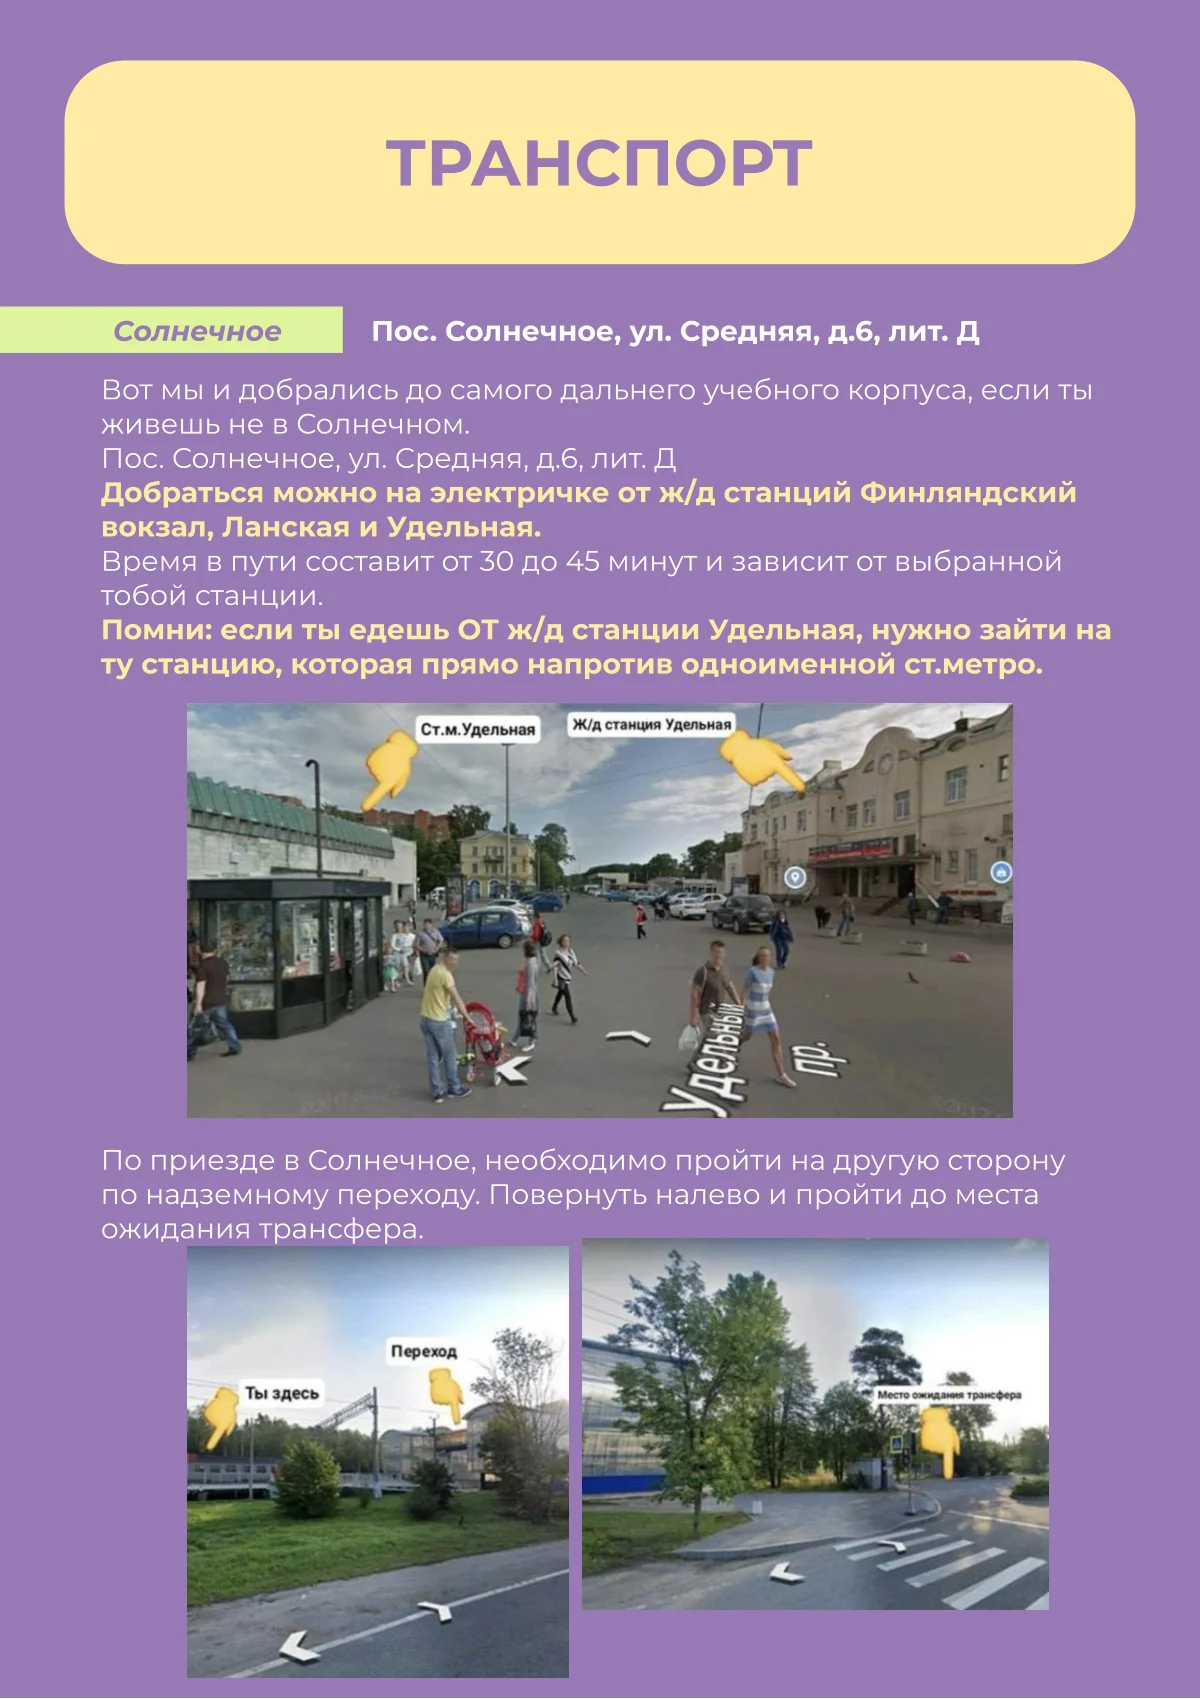 ТРАНСПОРТ
Солнечное
Пос. Солнечное, ул. Средняя, д.6, лит. Д
Вот мы и добрались до самого дальнего учебного корпуса, если ты
живешь не в Солнечном.
Пос. Солнечное, ул. Средняя, д.6, лит. Д
Добраться можно на электричке от ж/д станций Финляндский
вокзал, Ланская и Удельная.
Время в пути составит от 30 до 45 минут и зависит от выбранной
тобой станции.
Помни: если ты едешь ОТ ж/д станции Удельная, нужно зайти на
ту станцию, которая прямо напротив одноименной ст.метро.
Ст.м.Удельная
Ж/д станция Удельная
Удельный
пр.
По приезде в Солнечное, необходимо пройти на другую сторону
по надземному переходу. Повернуть налево и пройти до места
ожидания трансфера.
Переход
Ты здесь
Место ожидания трансфера